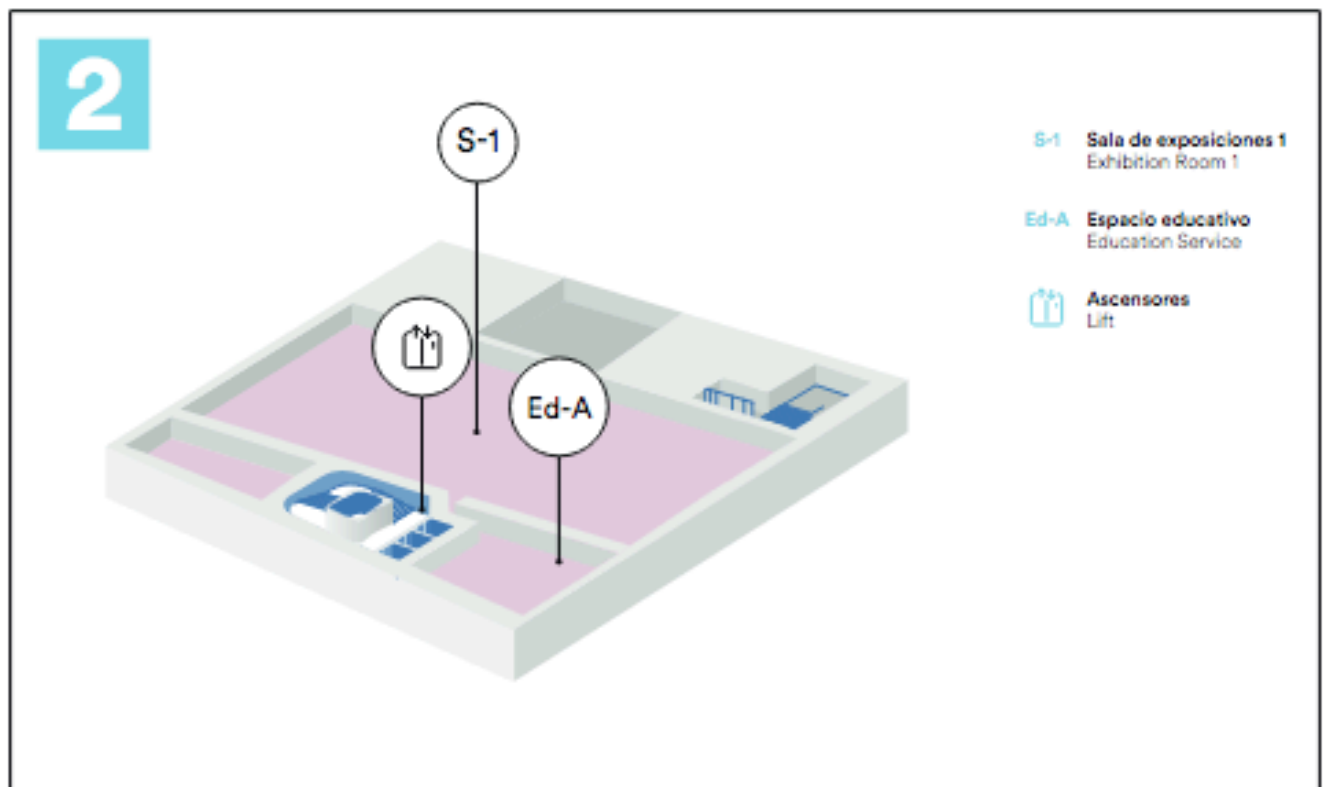 2
S-1
Ed-A
S-1 Sala de exposiciones 1
Exhibition Room 1
Ed-A Espacio educativo
Education Service
Ascensores
Lift